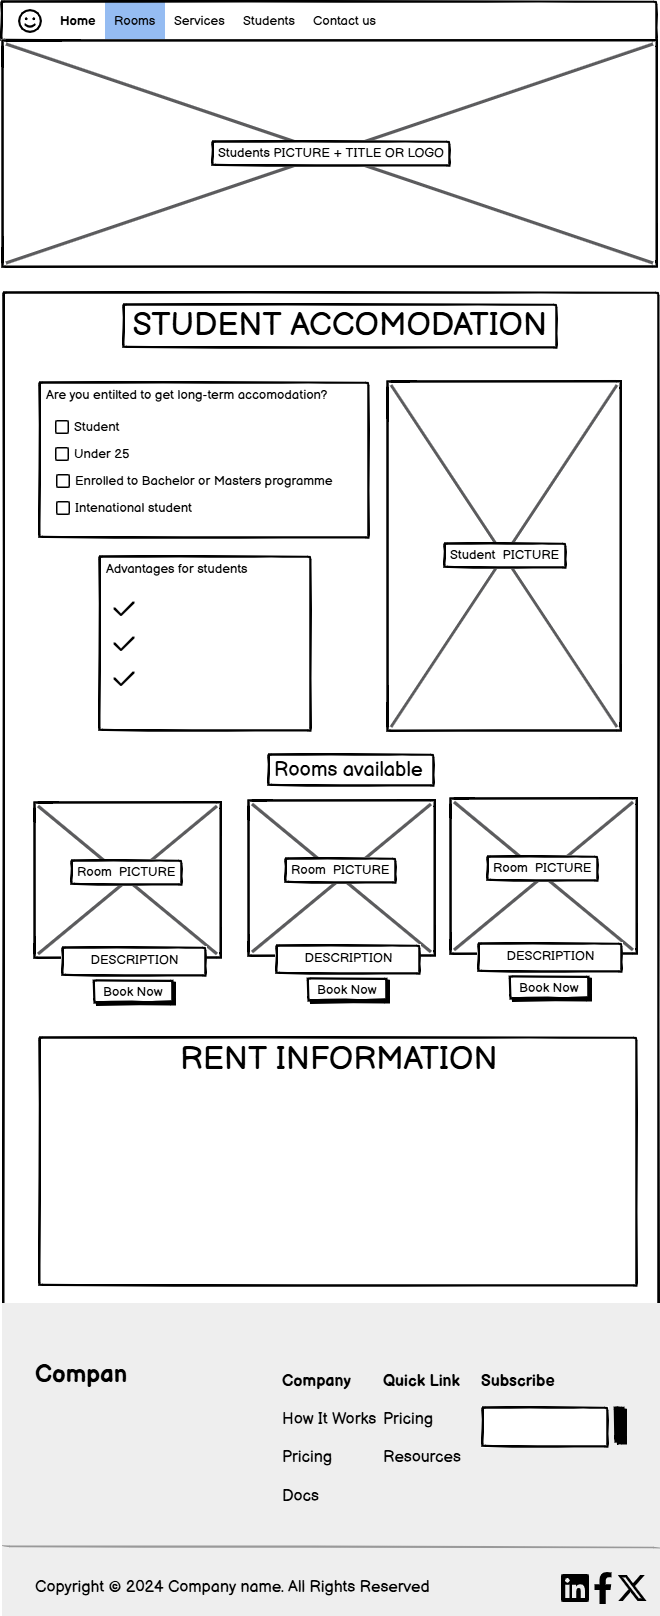 Home Rooms Services Students Contact us
Students PICTURE + TITLE OR LOGO
STUDENT ACCOMODATION
Are you entilted to get long-term accomodation?
Student
Under 25
Enrolled to Bachelor or Masters programme
Intenational student
Student PICTURE
Advantages for students
Rooms available
Room PICTURE Room PICTURE Room PICTURE
DESCRIPTION DESCRIPTION DESCRIPTION
Book Now Book Now Book Now
RENT INFORMATION
Compan
Company Quick Link Subscribe
How It Works Pricing
Pricing Resources
Docs
Copyright © 2024 Company name. All Rights Reserved